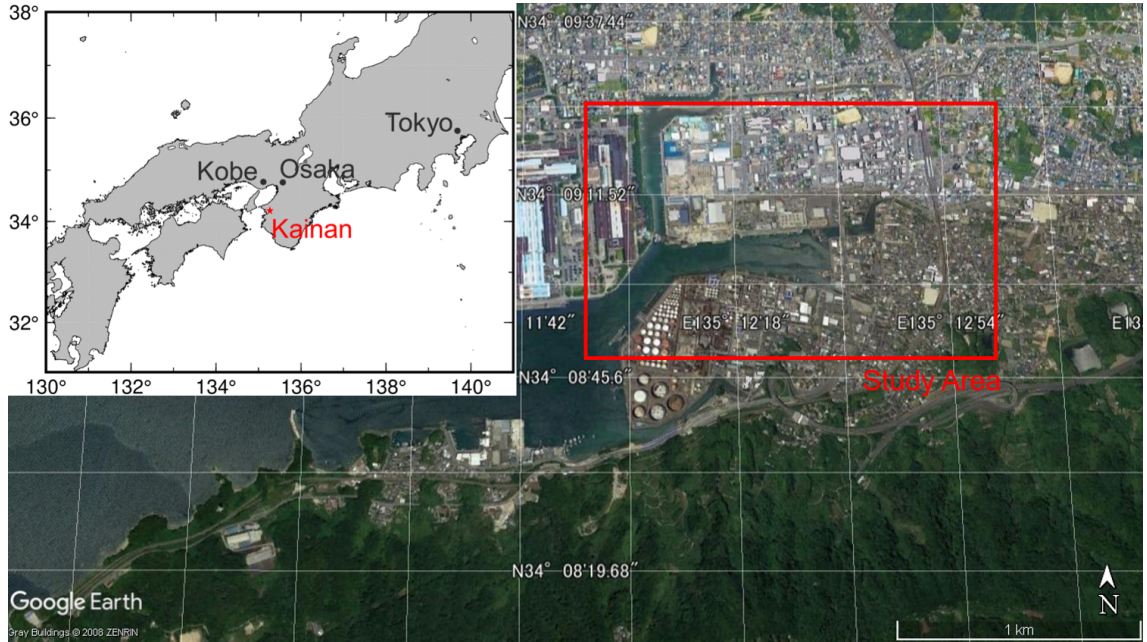 38°
36°
34°
32°
130°
132°
134°
136°
138°
140°
Tokyo
Kobe
Osaka
Kainan
N34° 09'37.44"
N34° 09'11.52"
11'42"
E135° 12'18"
E135° 12'54"
E13
N34° 08'45.6"
Study Area
N34° 08'19.68"
Google Earth
Gray Buildings © 2008 ZENRIN
N
1 km